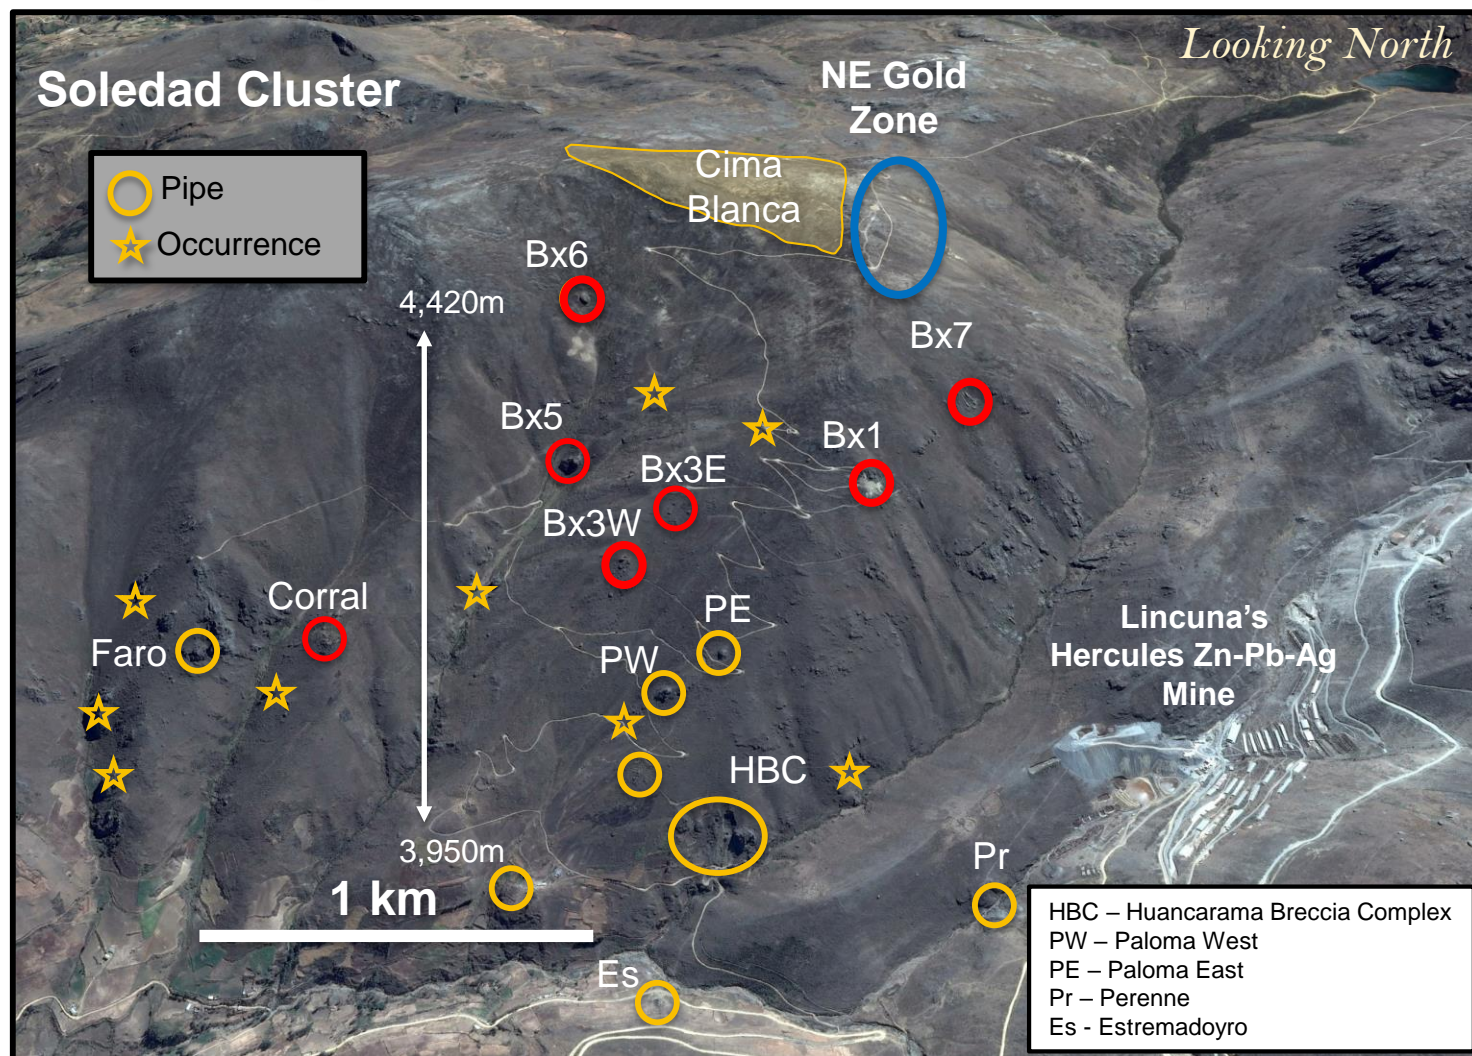 Looking North
Soledad Cluster
NE Gold
Zone
Pipe
Occurrence
Cima
Blanca
Bx6
4,420m
Bx7
Bx5
Bx1
Bx3E
Bx3W
Corral
PE
Faro
PW
Lincuna's
Hercules Zn-Pb-Ag
Mine
HBC
3,950m
Pr
1 km
Es
HBC – Huancarama Breccia Complex
PW – Paloma West
PE – Paloma East
Pr – Perenne
Es - Estremadoyro